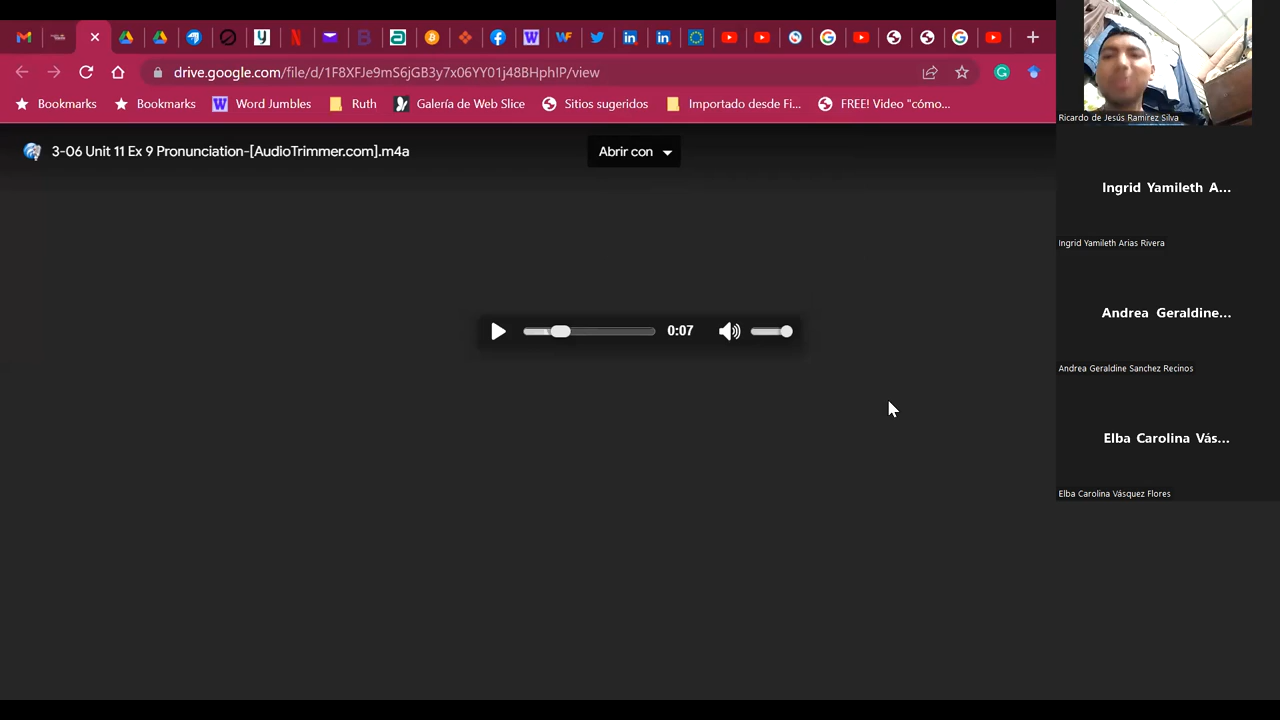 drive.google.com/file/d/1F8XFJe9mS6jGB3y7x06YY01j48BHphIP/view
Bookmarks
Bookmarks
Word Jumbles
Ruth
Galería de Web Slice
Sitios sugeridos
Importado desde Fi...
FREE! Video "cómo...
3-06 Unit 11 Ex 9 Pronunciation-[AudioTrimmer.com].m4a
Abrir con
0:07
Ricardo de Jesús Ramírez Silva
Ingrid Yamileth A...
Ingrid Yamileth Arias Rivera
Andrea Geraldine...
Andrea Geraldine Sanchez Recinos
Elba Carolina Vás...
Elba Carolina Vásquez Flores